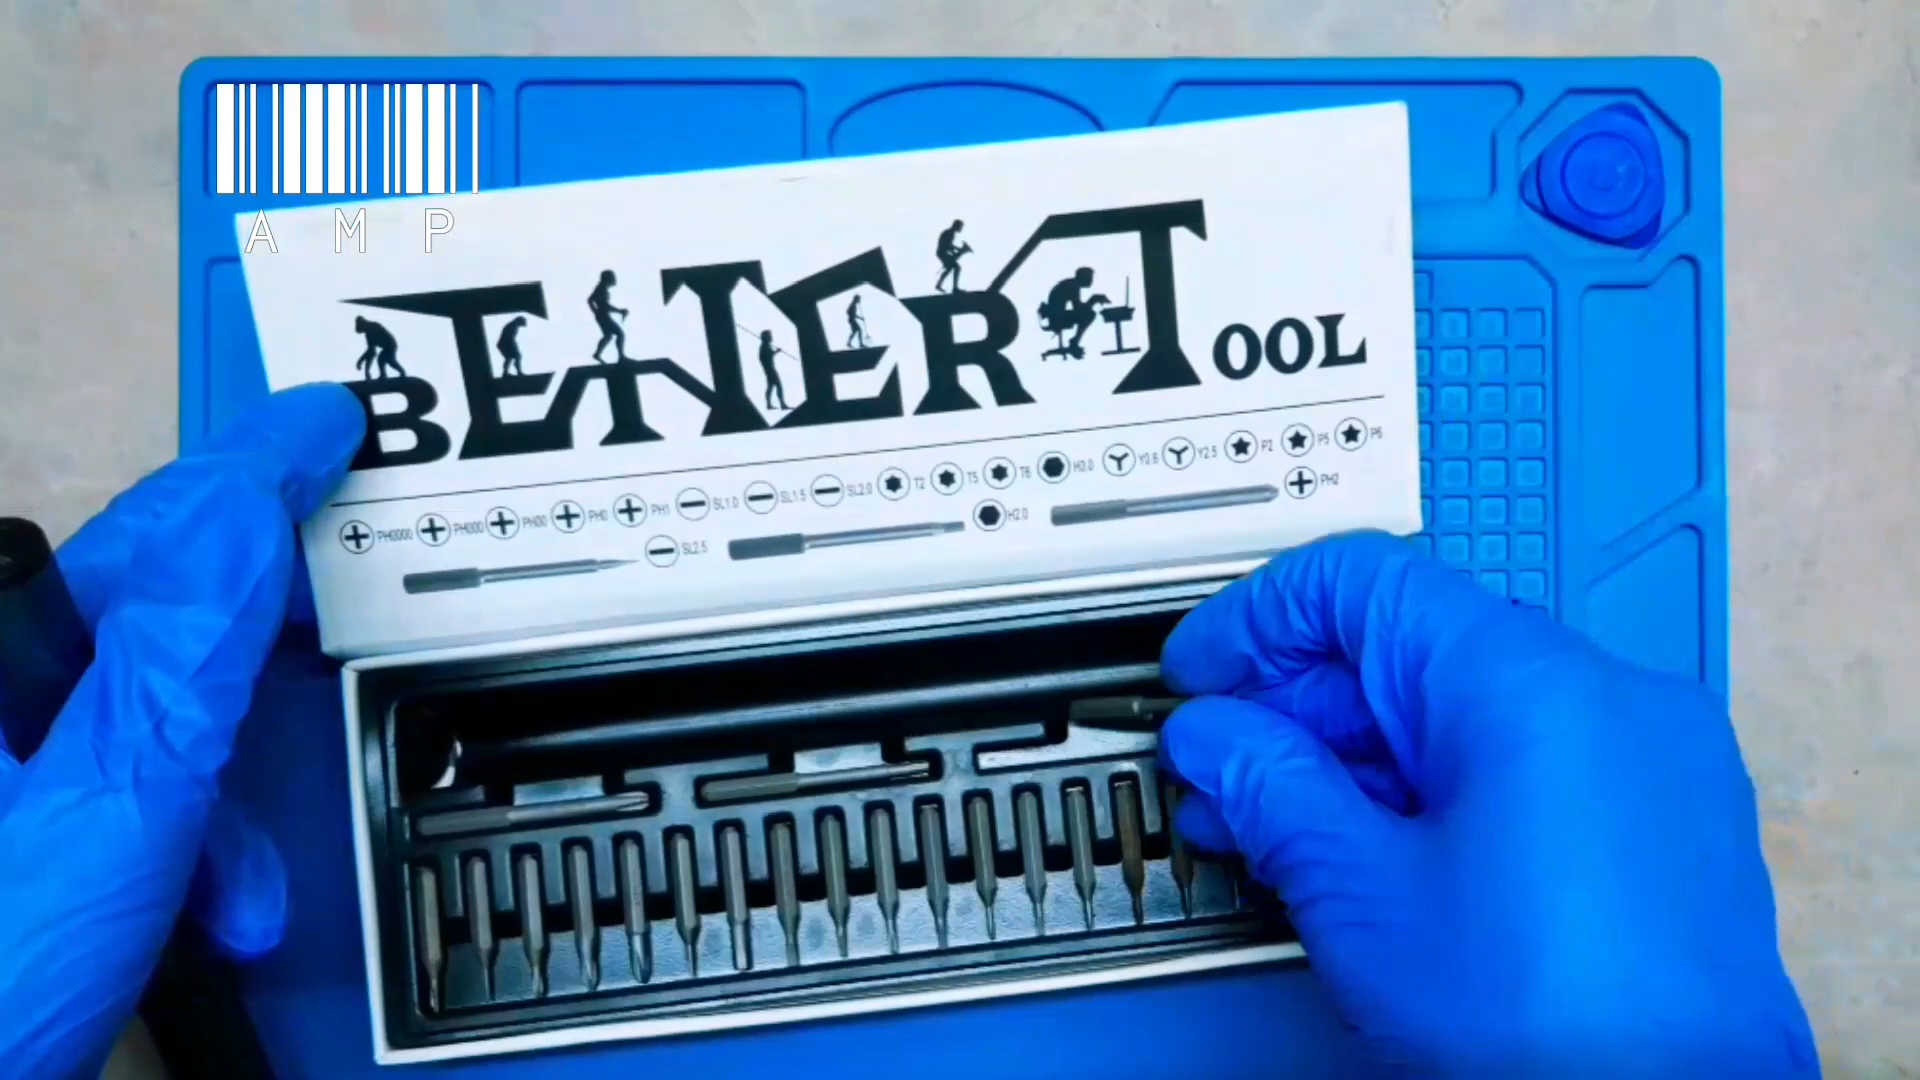 AMP
BETTER TOOL
PH0000 PH000 PH00 PH0 PH1 SL1.0 SL1.5 SL2.0 T2 T5 T6 H3.0 Y0.6 Y2.5 P2 P5 P6
SL2.5 H2.0 PH2